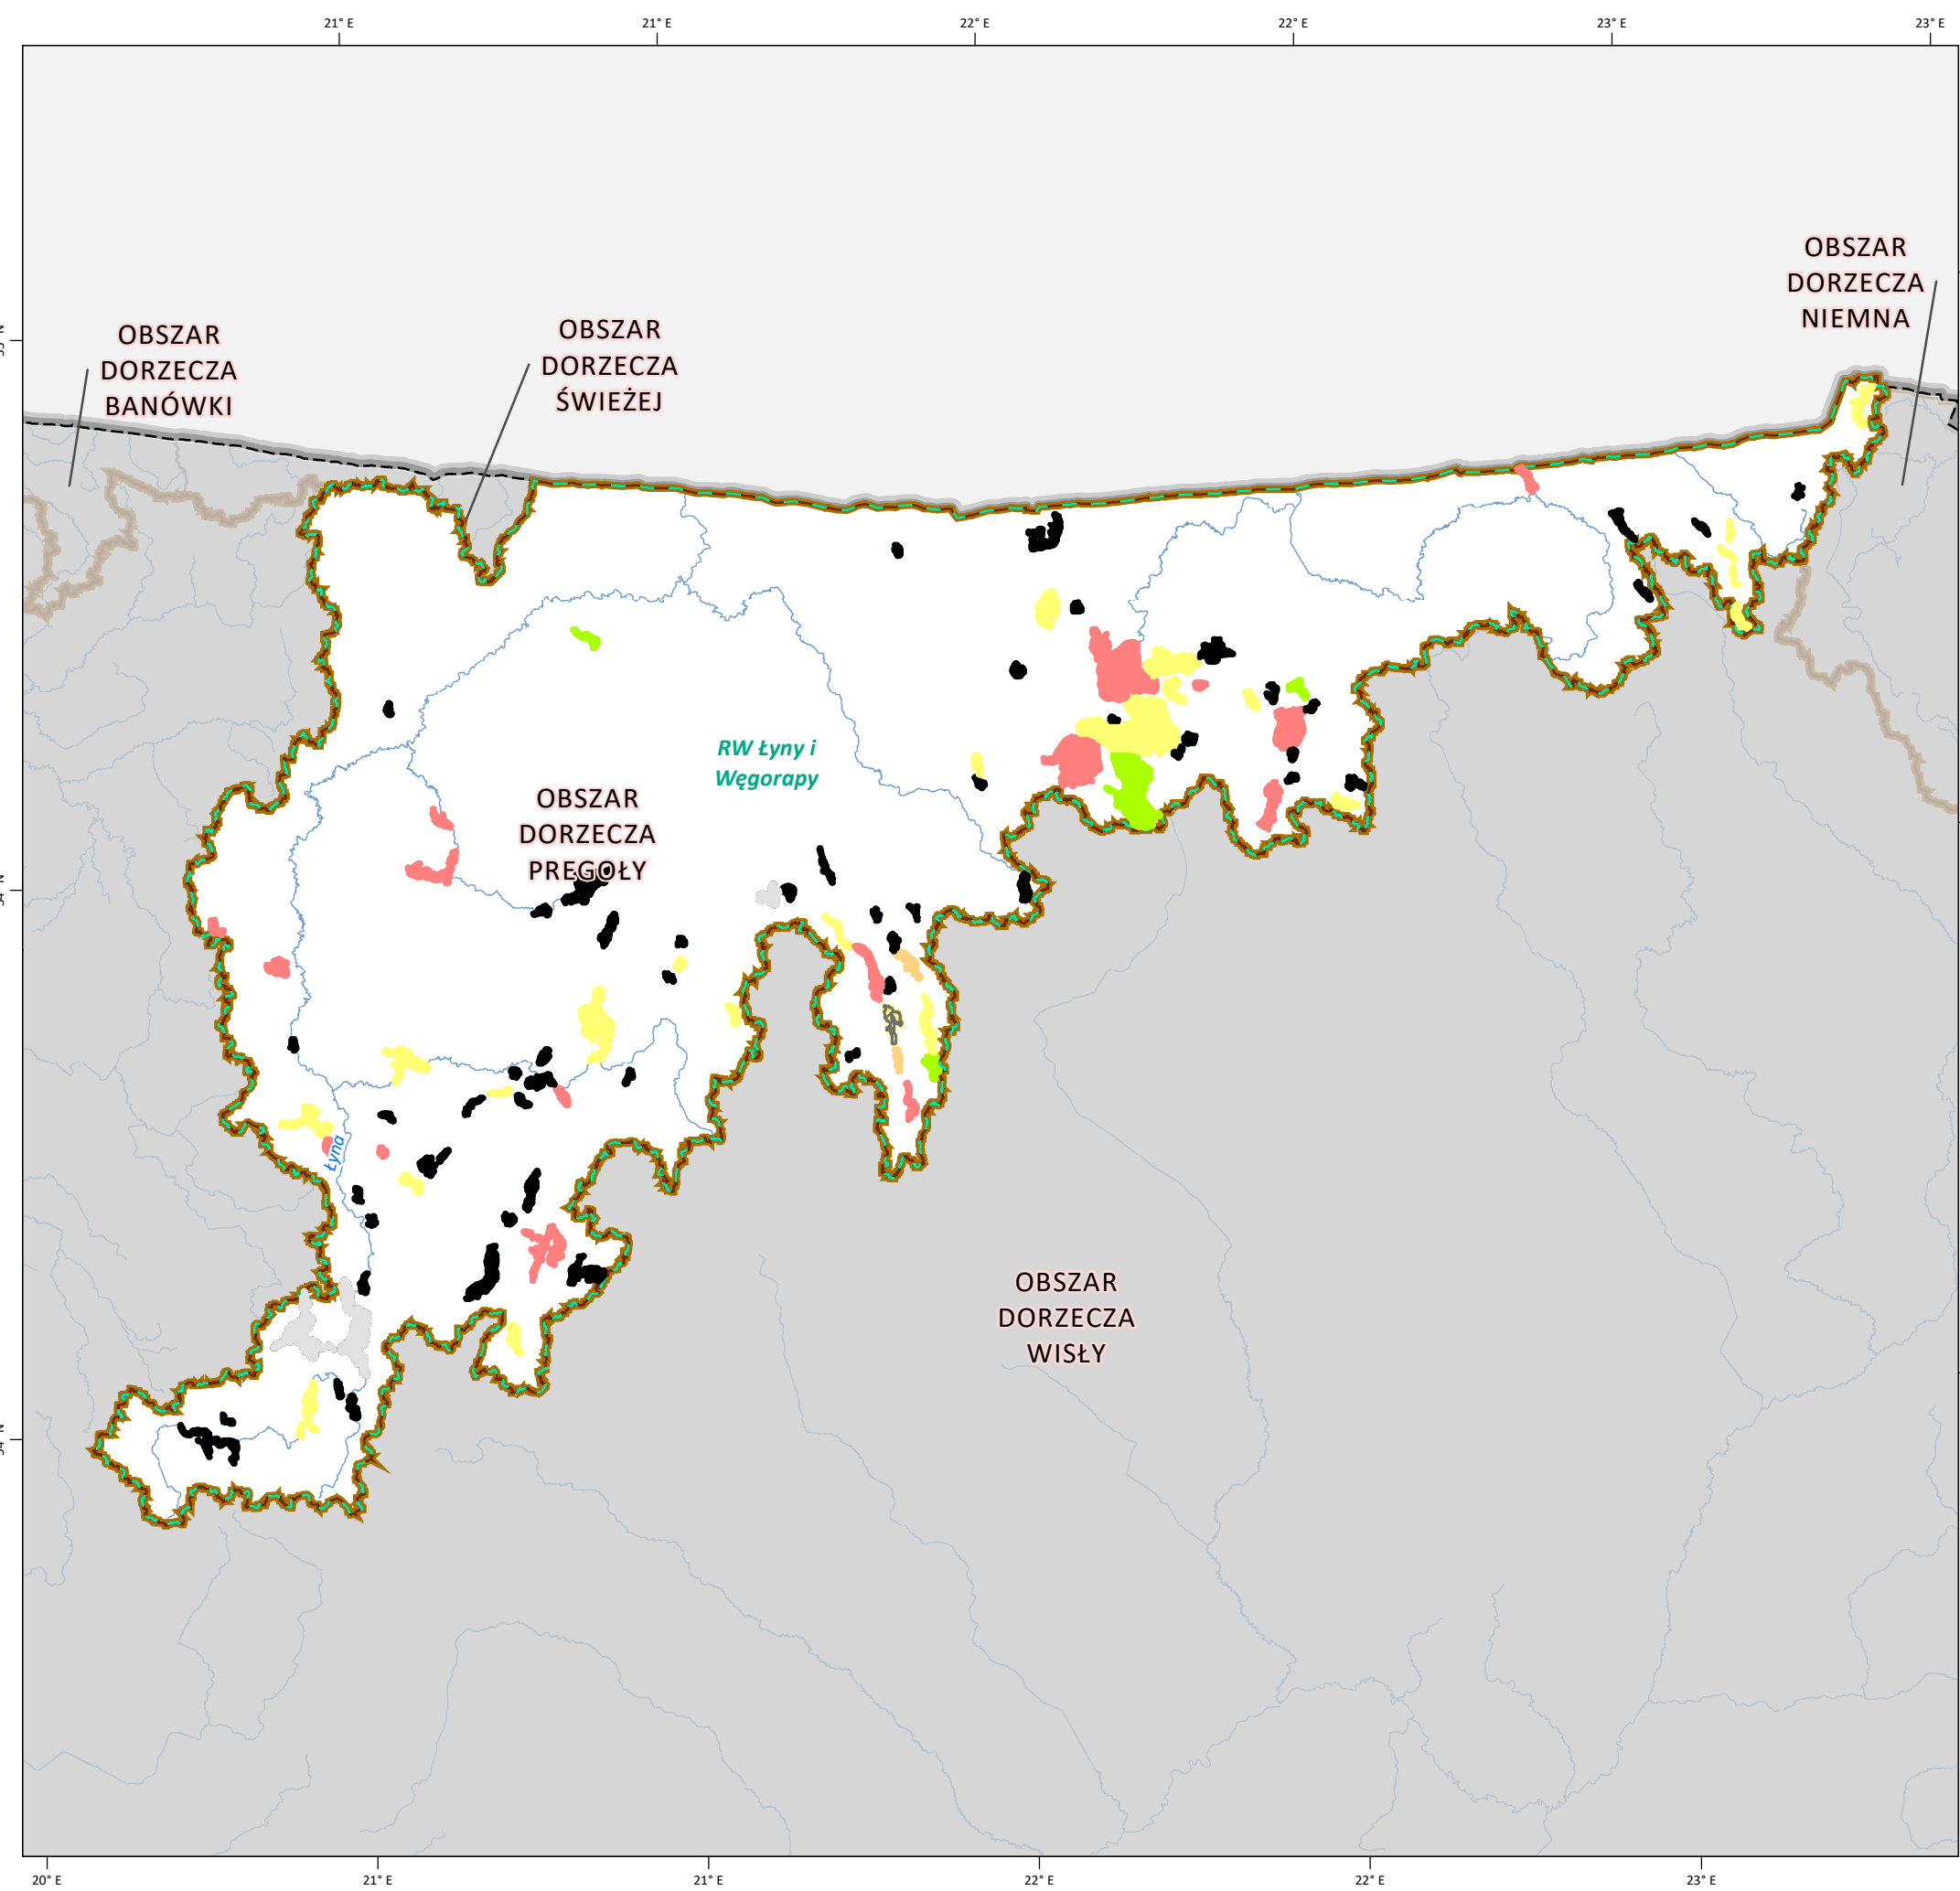 21° E 21° E 22° E 22° E 23° E 23° E
OBSZAR
DORZECZA
NIEMNA
OBSZAR
DORZECZA
BANÓWKI
OBSZAR
DORZECZA
ŚWIEŻEJ
RW Łyny i
Węgorapy
OBSZAR
DORZECZA
PREGOŁY
Łyna
OBSZAR
DORZECZA
WISŁY
20° E 21° E 21° E 22° E 22° E 23° E